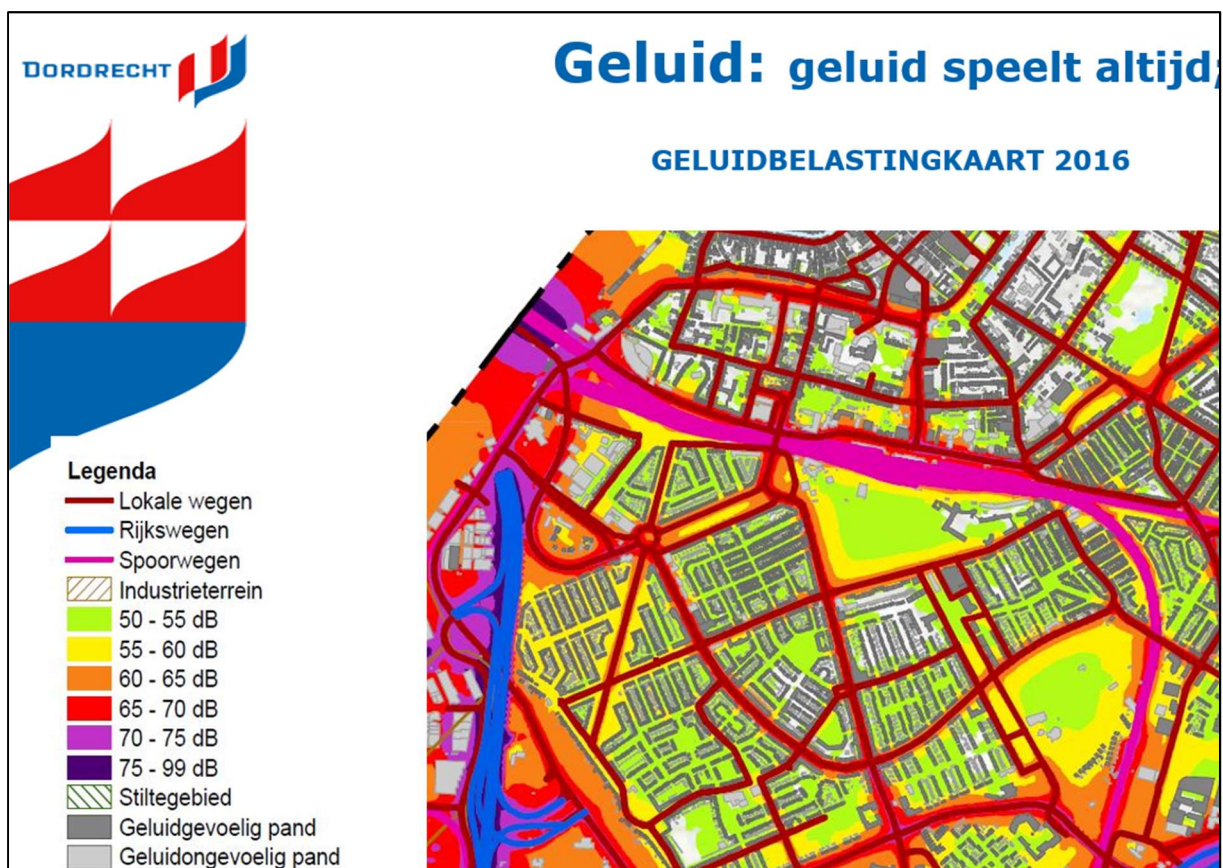 DORDRECHT
Geluid: geluid speelt altijd;
GELUIDBELASTINGKAART 2016
Legenda
Lokale wegen
Rijkswegen
Spoorwegen
Industrieterrein
50 - 55 dB
55 - 60 dB
60 - 65 dB
65 - 70 dB
70 - 75 dB
75 - 99 dB
Stiltegebied
Geluidgevoelig pand
Geluidongevoelig pand